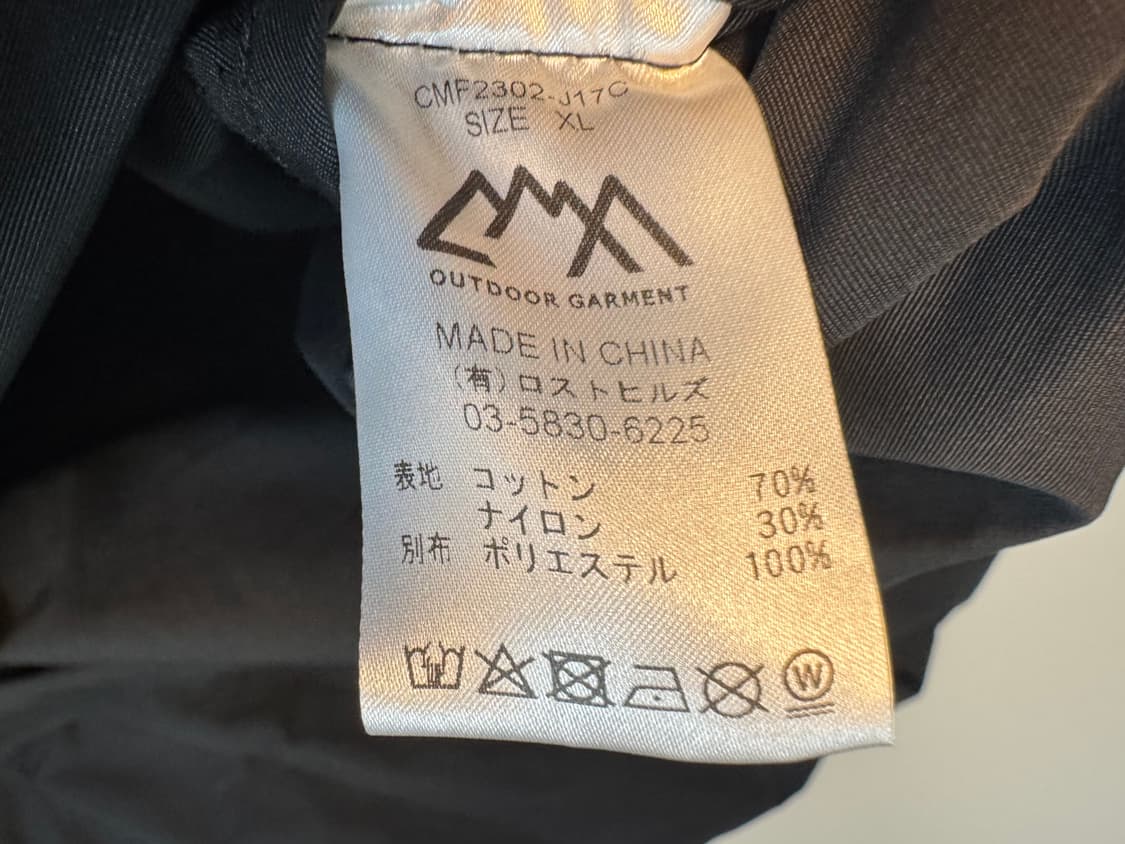 CMF2302-J17C
SIZE XL
OUTDOOR GARMENT
MADE IN CHINA
(有)ロストヒルズ
03-5830-6225
表地 コットン 70%
ナイロン 30%
別布 ポリエステル 100%
W